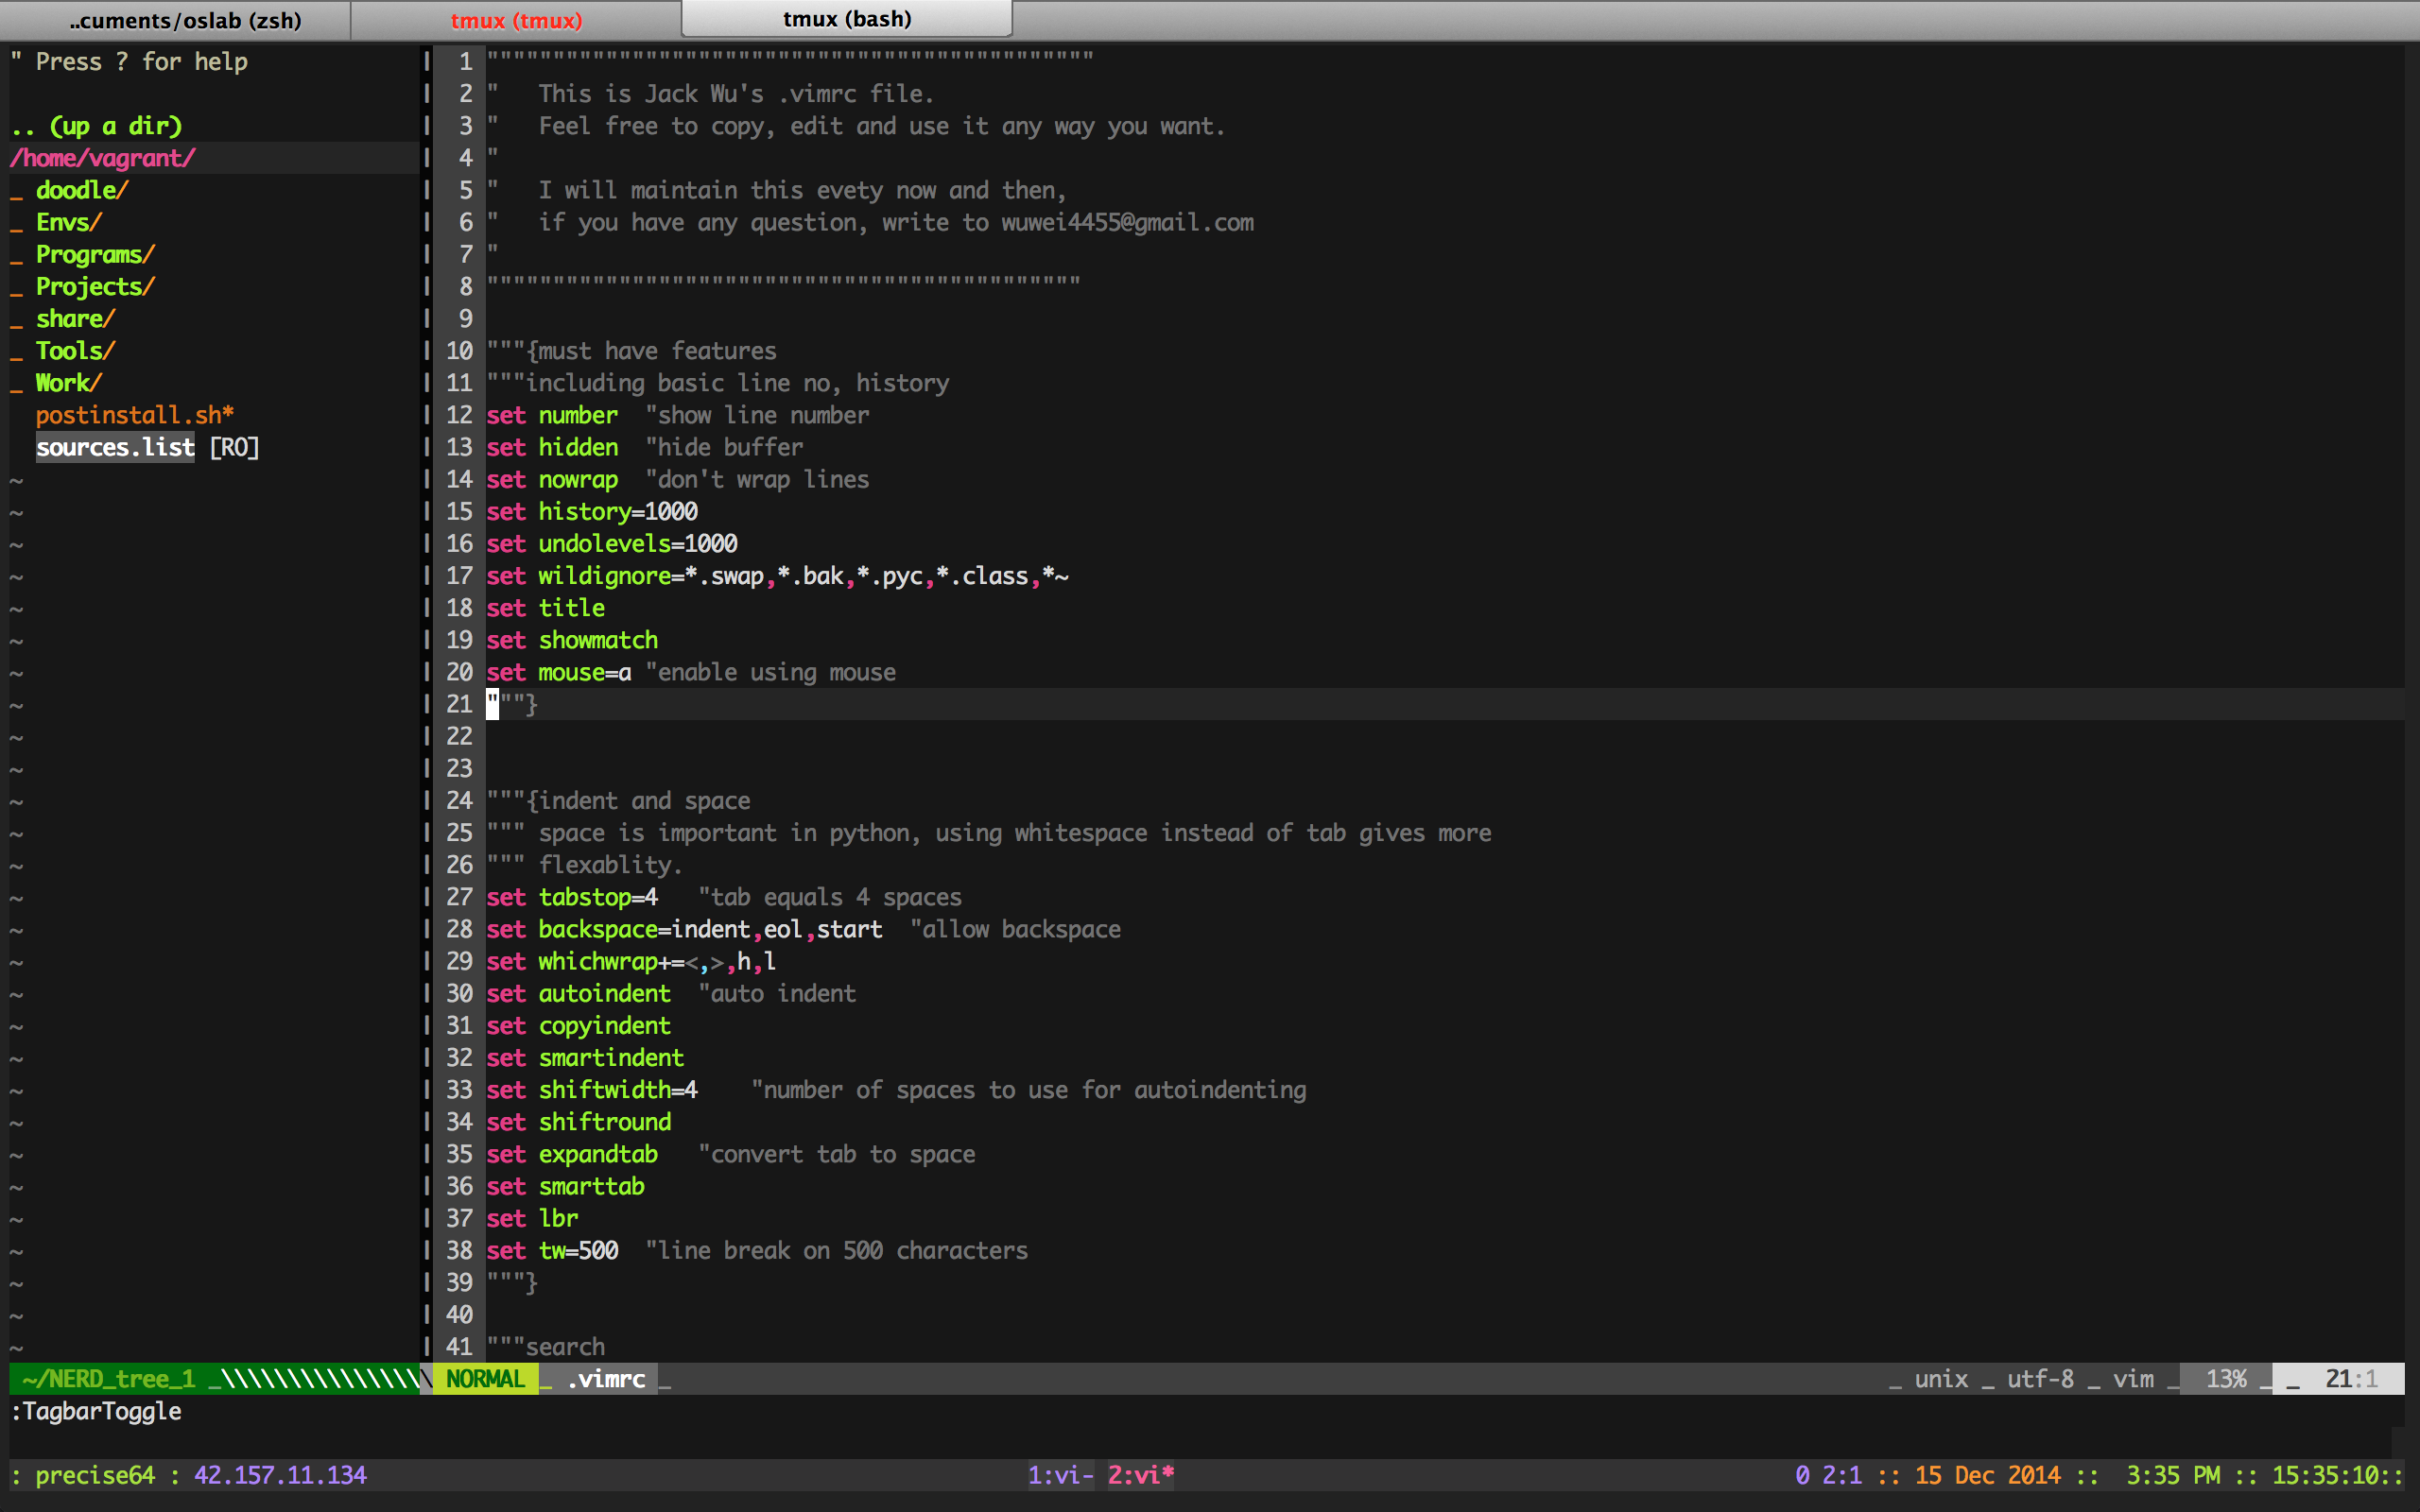 ..cuments/oslab (zsh)
tmux (tmux)
tmux (bash)
" Press ? for help
.. (up a dir)
/home/vagrant/
_ doodle/
_ Envs/
_ Programs/
_ Projects/
_ share/
_ Tools/
_ Work/
postinstall.sh*
sources.list [RO]
1 """"""""""""""""""""""""""""""""""""""""""""""
2 "   This is Jack Wu's .vimrc file.
3 "   Feel free to copy, edit and use it any way you want.
4 "
5 "   I will maintain this evety now and then,
6 "   if you have any question, write to wuwei4455@gmail.com
7 "
8 """""""""""""""""""""""""""""""""""""""""""""
9
10 """{must have features
11 """including basic line no, history
12 set number  "show line number
13 set hidden  "hide buffer
14 set nowrap  "don't wrap lines
15 set history=1000
16 set undolevels=1000
17 set wildignore=*.swap,*.bak,*.pyc,*.class,*~
18 set title
19 set showmatch
20 set mouse=a "enable using mouse
21 """}
22
23
24 """{indent and space
25 """ space is important in python, using whitespace instead of tab gives more
26 """ flexablity.
27 set tabstop=4   "tab equals 4 spaces
28 set backspace=indent,eol,start  "allow backspace
29 set whichwrap+=<,>,h,l
30 set autoindent  "auto indent
31 set copyindent
32 set smartindent
33 set shiftwidth=4    "number of spaces to use for autoindenting
34 set shiftround
35 set expandtab   "convert tab to space
36 set smarttab
37 set lbr
38 set tw=500  "line break on 500 characters
39 """}
40
41 """search
~/NERD_tree_1 _\\\\\\\\\\\\\\\\ NORMAL _ .vimrc _ _ unix _ utf-8 _ vim _ 13% _ _ 21:1
:TagbarToggle
: precise64 : 42.157.11.134 1:vi- 2:vi* 0 2:1 :: 15 Dec 2014 :: 3:35 PM :: 15:35:10::